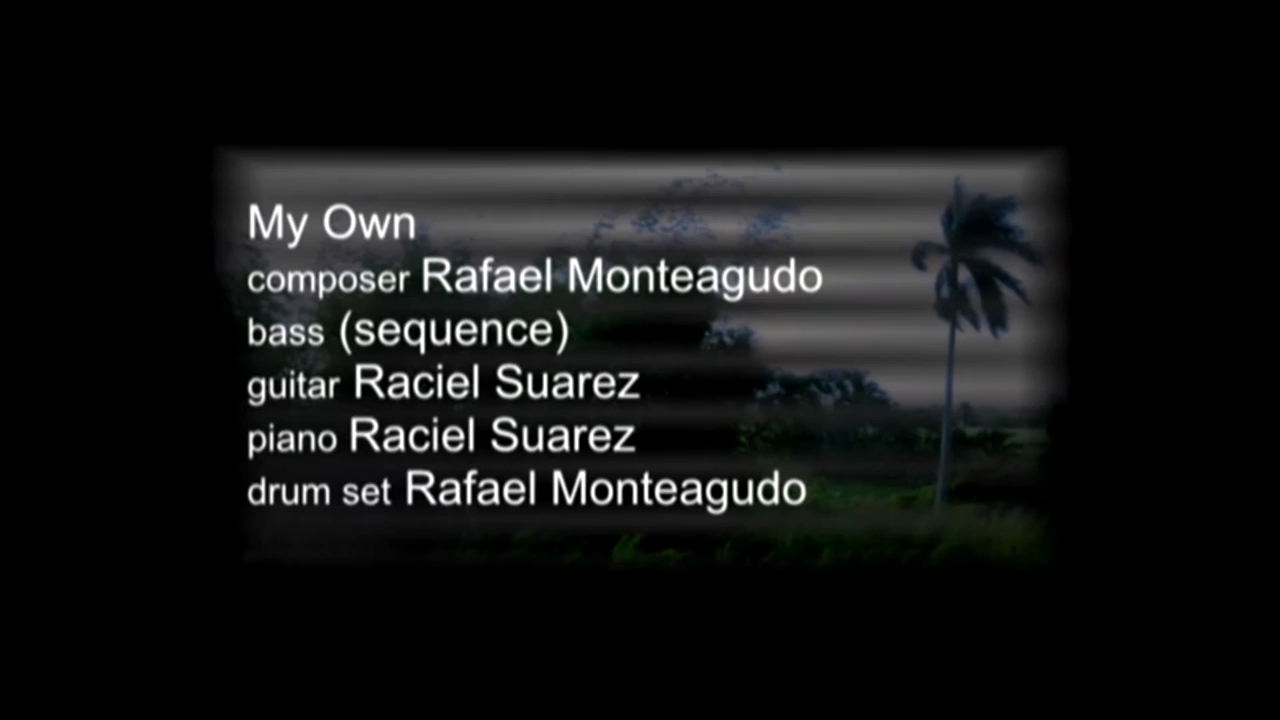 My Own
composer Rafael Monteagudo
bass (sequence)
guitar Raciel Suarez
piano Raciel Suarez
drum set Rafael Monteagudo